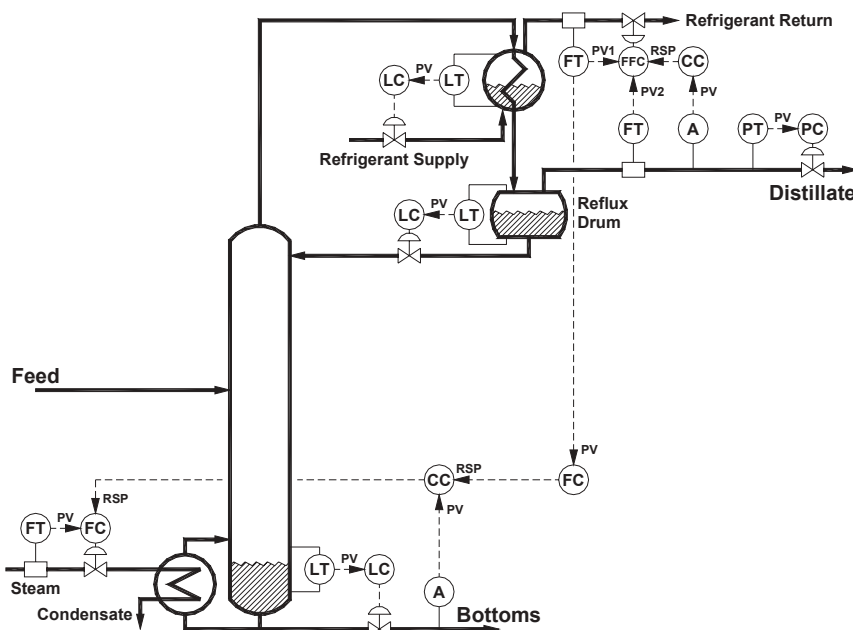 Refrigerant Return
FT
PV1
FFC
RSP
CC
LC
PV
LT
PV2
PV
FT
A
PT
PV
PC
Refrigerant Supply
Distillate
LC
PV
LT
Reflux
Drum
Feed
PV
CC
RSP
FC
RSP
PV
FT
PV
FC
LT
PV
LC
A
Steam
Condensate
Bottoms